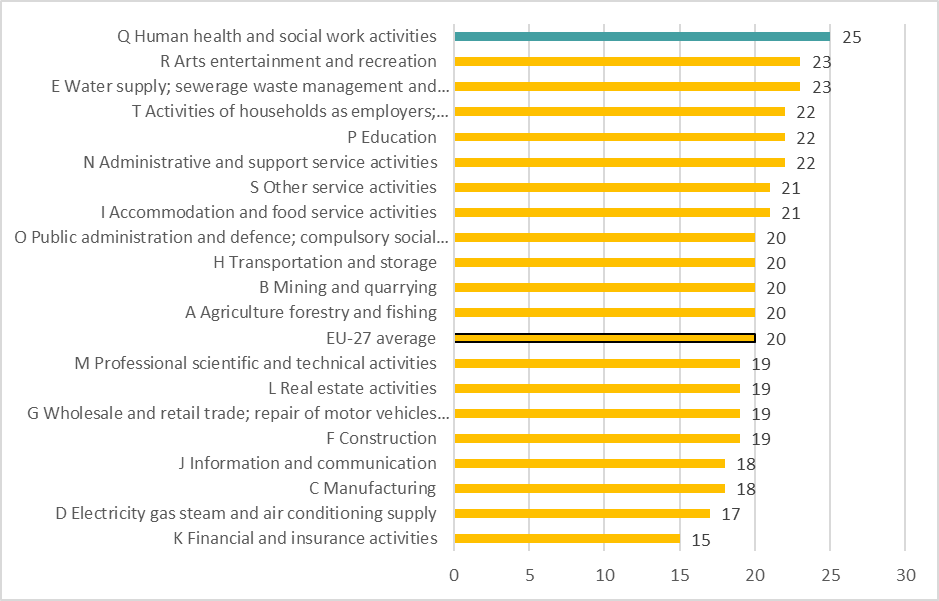 Q Human health and social work activities 25
R Arts entertainment and recreation 23
E Water supply; sewerage waste management and… 23
T Activities of households as employers;… 22
P Education 22
N Administrative and support service activities 22
S Other service activities 21
I Accommodation and food service activities 21
O Public administration and defence; compulsory social… 20
H Transportation and storage 20
B Mining and quarrying 20
A Agriculture forestry and fishing 20
EU-27 average 20
M Professional scientific and technical activities 19
L Real estate activities 19
G Wholesale and retail trade; repair of motor vehicles… 19
F Construction 19
J Information and communication 18
C Manufacturing 18
D Electricity gas steam and air conditioning supply 17
K Financial and insurance activities 15
0 5 10 15 20 25 30